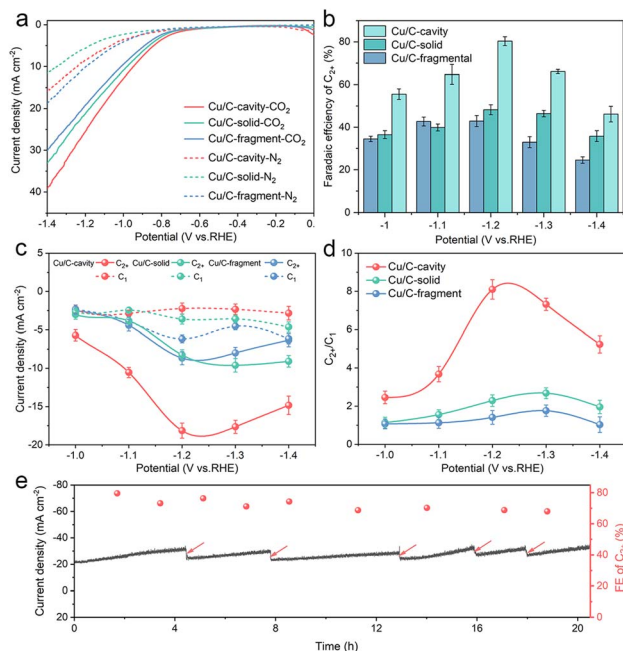 a
Current density (mA cm⁻²)
0
10
20
30
40
Cu/C-cavity-CO₂
Cu/C-solid-CO₂
Cu/C-fragment-CO₂
Cu/C-cavity-N₂
Cu/C-solid-N₂
Cu/C-fragment-N₂
-1.4 -1.2 -1.0 -0.8 -0.6 -0.4 -0.2 0.
Potential (V vs.RHE)
b
Faradaic efficiency of C₂₊ (%)
80
60
40
20
0
Cu/C-cavity
Cu/C-solid
Cu/C-fragmental
-1 -1.1 -1.2 -1.3 -1.4
Potential (V vs.RHE)
c
Current density (mA cm⁻²)
0
-5
-10
-15
-20
Cu/C-cavity C₂₊ Cu/C-solid C₂₊ Cu/C-fragment C₂₊
C₁ C₁ C₁
-1.0 -1.1 -1.2 -1.3 -1.4
Potential (V vs.RHE)
d
C₂₊/C₁
10
8
6
4
2
0
Cu/C-cavity
Cu/C-solid
Cu/C-fragment
-1.0 -1.1 -1.2 -1.3 -1.4
Potential (V vs.RHE)
e
Current density (mA cm⁻²)
-80
-60
-40
-20
0
20
0 4 8 12 16 20
Time (h)
80
60
40
20
0
FE of C₂₊ (%)